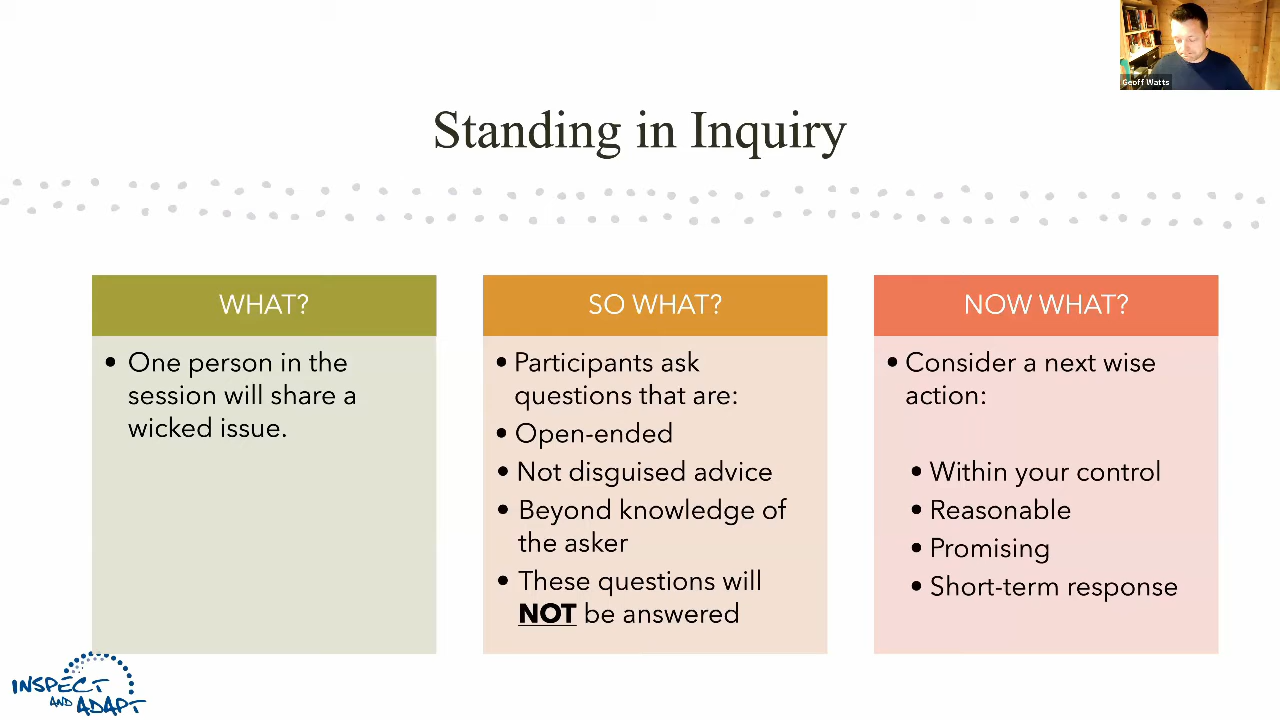 Geoff Watts
Standing in Inquiry
WHAT?
• One person in the
session will share a
wicked issue.
SO WHAT?
• Participants ask
questions that are:
• Open-ended
• Not disguised advice
• Beyond knowledge of
the asker
• These questions will
NOT be answered
NOW WHAT?
• Consider a next wise
action:
• Within your control
• Reasonable
• Promising
• Short-term response
INSPECT
AND ADAPT